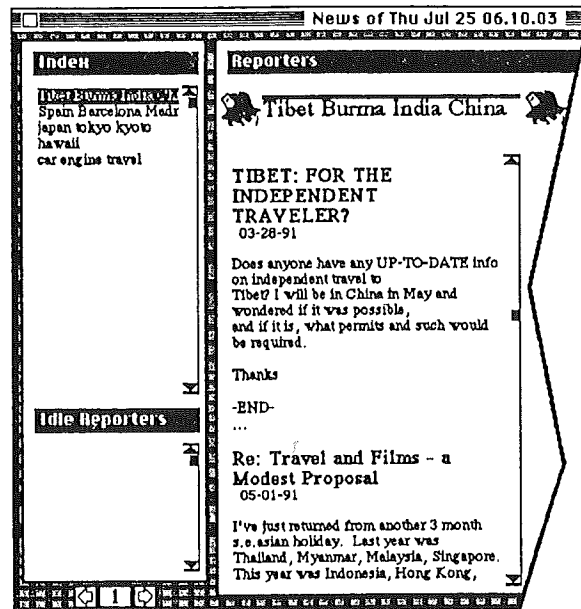 News of Thu Jul 25 06.10.03
Index
Tibet Burma India
Spain Barcelona Madr
japan tokyo kyoto
hawaii
car engine travel
Idle Reporters
1
Reporters
Tibet Burma India China
TIBET: FOR THE
INDEPENDENT
TRAVELER?
03-28-91
Does anyone have any UP-TO-DATE info
on independent travel to
Tibet? I will be in China in May and
wondered if it was possible,
and if it is, what permits and such would
be required.
Thanks
-END-
...
Re: Travel and Films - a
Modest Proposal
05-01-91
I've just returned from another 3 month
s.e.asian holiday. Last year was
Thailand, Myanmar, Malaysia, Singapore.
This year was Indonesia, Hong Kong,